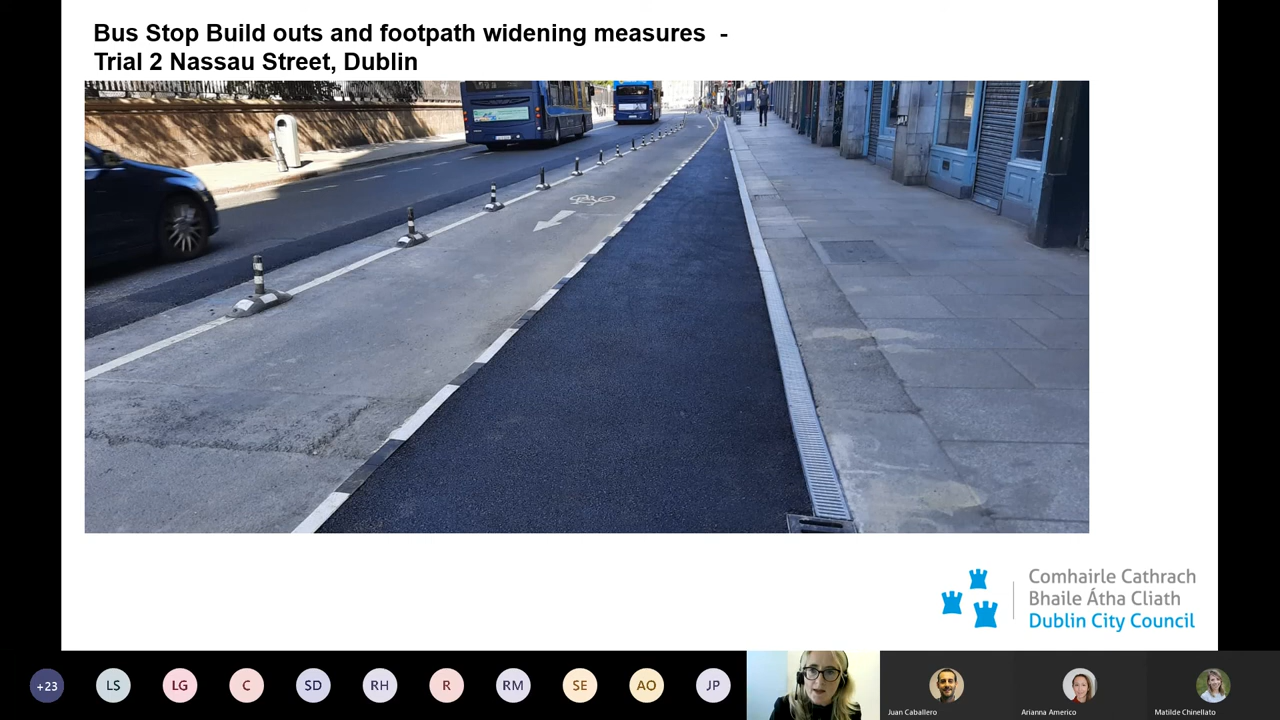 Bus Stop Build outs and footpath widening measures -
Trial 2 Nassau Street, Dublin
Comhairle Cathrach
Bhaile Átha Cliath
Dublin City Council
+23
LS
LG
C
SD
RH
R
RM
SE
AO
JP
Juan Caballero
Arianna Americo
Matilde Chinellato